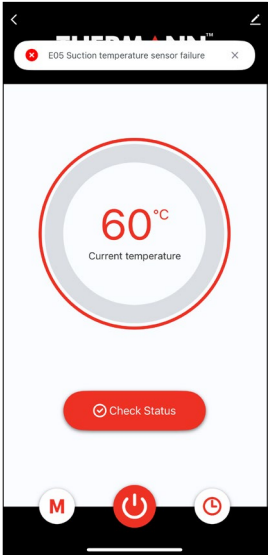 E05 Suction temperature sensor failure
60°C
Current temperature
Check Status
M